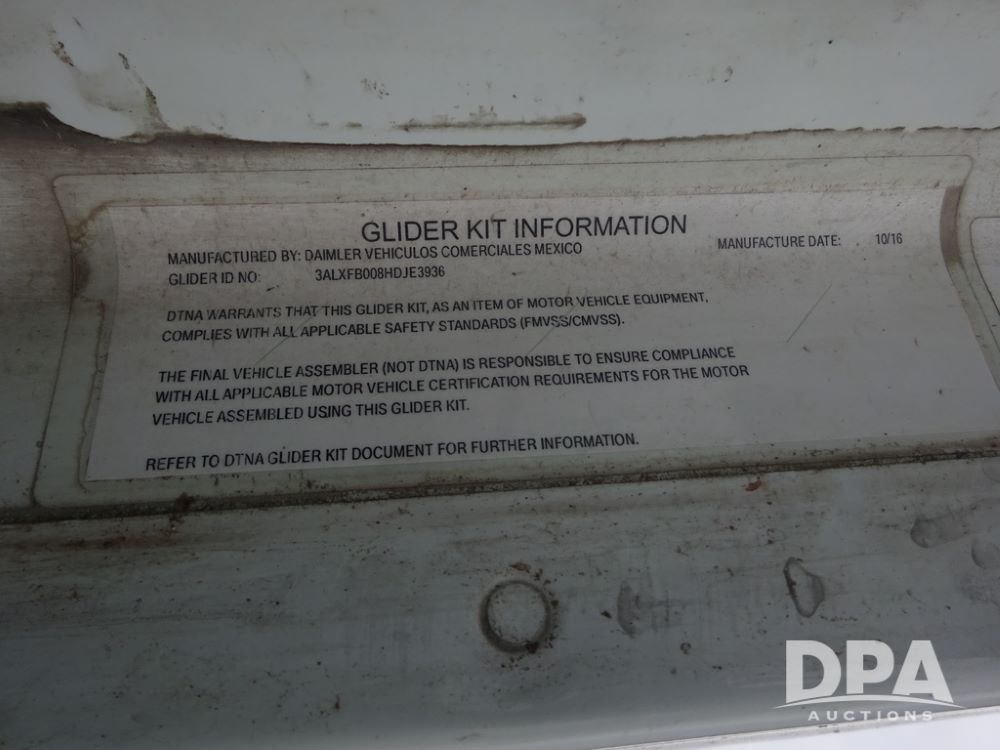 GLIDER KIT INFORMATION
MANUFACTURED BY: DAIMLER VEHICULOS COMERCIALES MEXICO MANUFACTURE DATE: 10/16
GLIDER ID NO: 3ALXFB008HDJE3936
DTNA WARRANTS THAT THIS GLIDER KIT, AS AN ITEM OF MOTOR VEHICLE EQUIPMENT,
COMPLIES WITH ALL APPLICABLE SAFETY STANDARDS (FMVSS/CMVSS).
THE FINAL VEHICLE ASSEMBLER (NOT DTNA) IS RESPONSIBLE TO ENSURE COMPLIANCE
WITH ALL APPLICABLE MOTOR VEHICLE CERTIFICATION REQUIREMENTS FOR THE MOTOR
VEHICLE ASSEMBLED USING THIS GLIDER KIT.
REFER TO DTNA GLIDER KIT DOCUMENT FOR FURTHER INFORMATION.
DPA
AUCTIONS